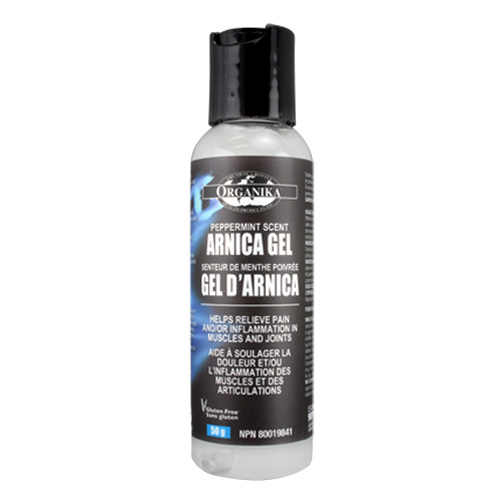 ORGANIKA
PEPPERMINT SCENT
ARNICA GEL
SENTEUR DE MENTHE POIVRÉE
GEL D'ARNICA
HELPS RELIEVE PAIN
AND/OR INFLAMMATION IN
MUSCLES AND JOINTS
AIDE À SOULAGER LA
DOULEUR ET/OU
L'INFLAMMATION DES
MUSCLES ET DES
ARTICULATIONS
Gluten Free
Sans gluten
50 g
NPN 80019841